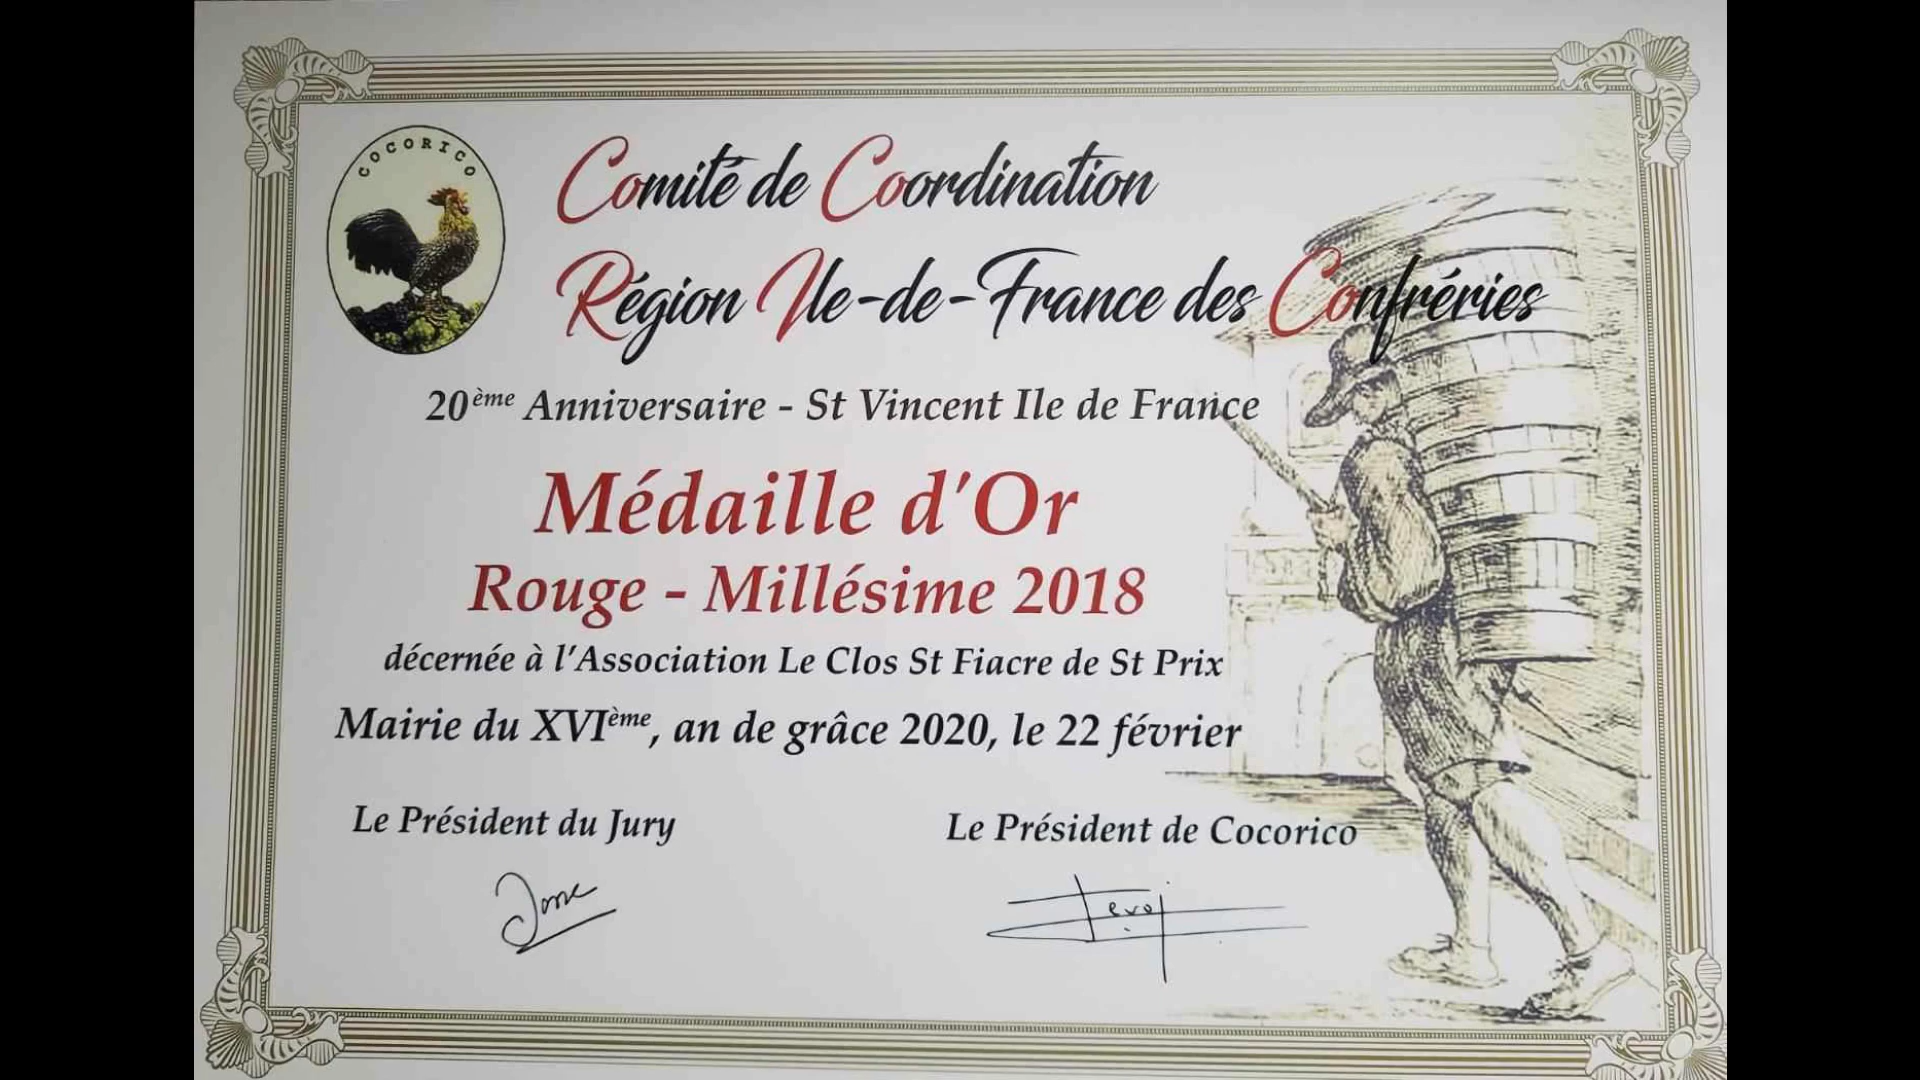 COCORICO
Comité de Coordination
Région Ile-de-France des Confréries
20ème Anniversaire - St Vincent Ile de France
Médaille d'Or
Rouge - Millésime 2018
décernée à l'Association Le Clos St Fiacre de St Prix
Mairie du XVIème, an de grâce 2020, le 22 février
Le Président du Jury
Le Président de Cocorico